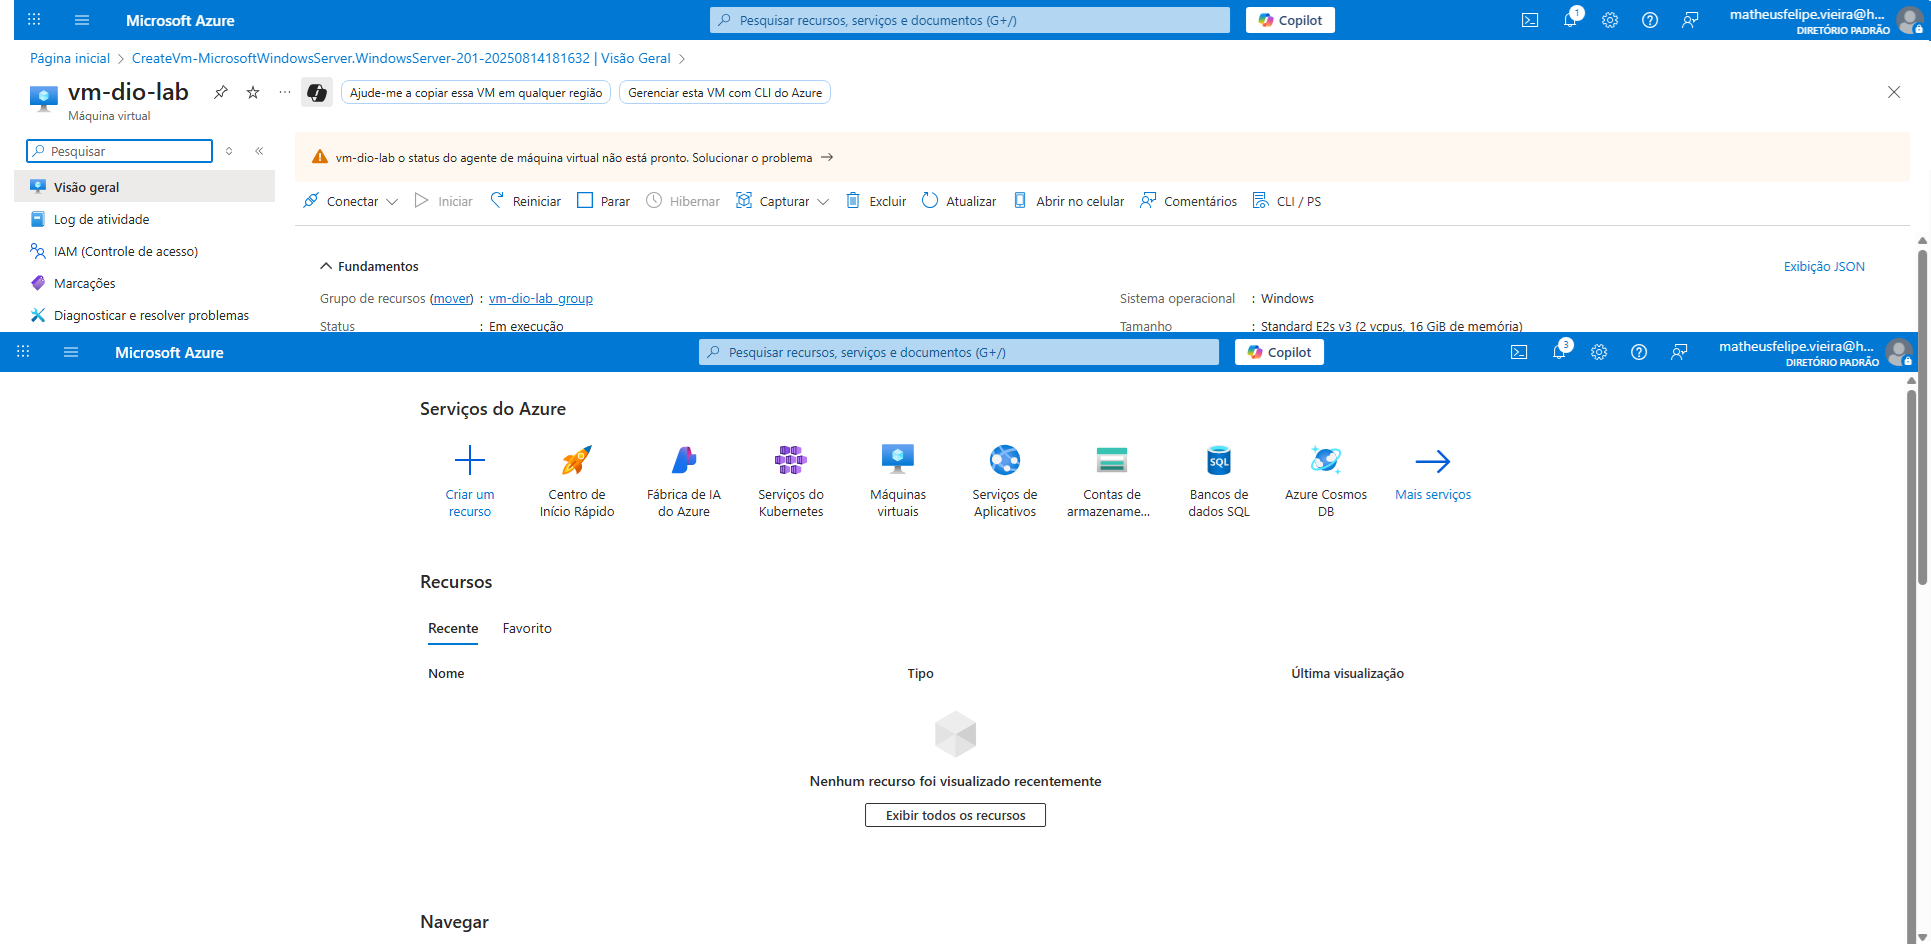 Microsoft Azure
Pesquisar recursos, serviços e documentos (G+/)
Copilot
1
matheusfelipe.vieira@h...
DIRETÓRIO PADRÃO
Página inicial > CreateVm-MicrosoftWindowsServer.WindowsServer-201-20250814181632 | Visão Geral >
vm-dio-lab
Máquina virtual
Ajude-me a copiar essa VM em qualquer região
Gerenciar esta VM com CLI do Azure
Pesquisar
vm-dio-lab o status do agente de máquina virtual não está pronto. Solucionar o problema →
Visão geral
Log de atividade
IAM (Controle de acesso)
Marcações
Diagnosticar e resolver problemas
Conectar
Iniciar
Reiniciar
Parar
Hibernar
Capturar
Excluir
Atualizar
Abrir no celular
Comentários
CLI / PS
Fundamentos
Exibição JSON
Grupo de recursos (mover) : vm-dio-lab_group
Sistema operacional : Windows
Status : Em execução
Tamanho : Standard E2s v3 (2 vcpus, 16 GiB de memória)
Microsoft Azure
Pesquisar recursos, serviços e documentos (G+/)
Copilot
3
matheusfelipe.vieira@h...
DIRETÓRIO PADRÃO
Serviços do Azure
Criar um
recurso
Centro de
Início Rápido
Fábrica de IA
do Azure
Serviços do
Kubernetes
Máquinas
virtuais
Serviços de
Aplicativos
Contas de
armazename...
SQL
Bancos de
dados SQL
Azure Cosmos
DB
Mais serviços
Recursos
Recente
Favorito
Nome
Tipo
Última visualização
Nenhum recurso foi visualizado recentemente
Exibir todos os recursos
Navegar